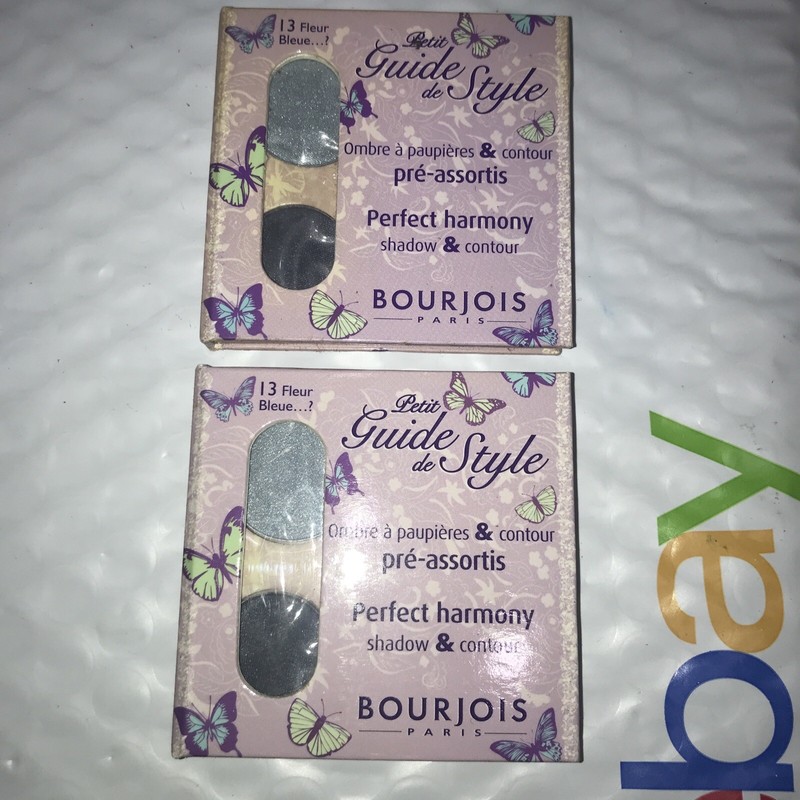 13 Fleur
Bleue...?
Petit
Guide
de Style
Ombre à paupières & contour
pré-assortis
Perfect harmony
shadow & contour
BOURJOIS
PARIS
13 Fleur
Bleue...?
Petit
Guide
de Style
Ombre à paupières & contour
pré-assortis
Perfect harmony
shadow & contour
BOURJOIS
PARIS
ebay